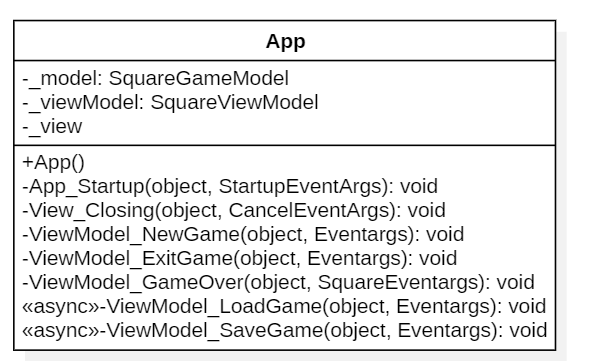 App
-_model: SquareGameModel
-_viewModel: SquareViewModel
-_view
+App()
-App_Startup(object, StartupEventArgs): void
-View_Closing(object, CancelEventArgs): void
-ViewModel_NewGame(object, Eventargs): void
-ViewModel_ExitGame(object, Eventargs): void
-ViewModel_GameOver(object, SquareEventargs): void
«async»-ViewModel_LoadGame(object, Eventargs): void
«async»-ViewModel_SaveGame(object, Eventargs): void